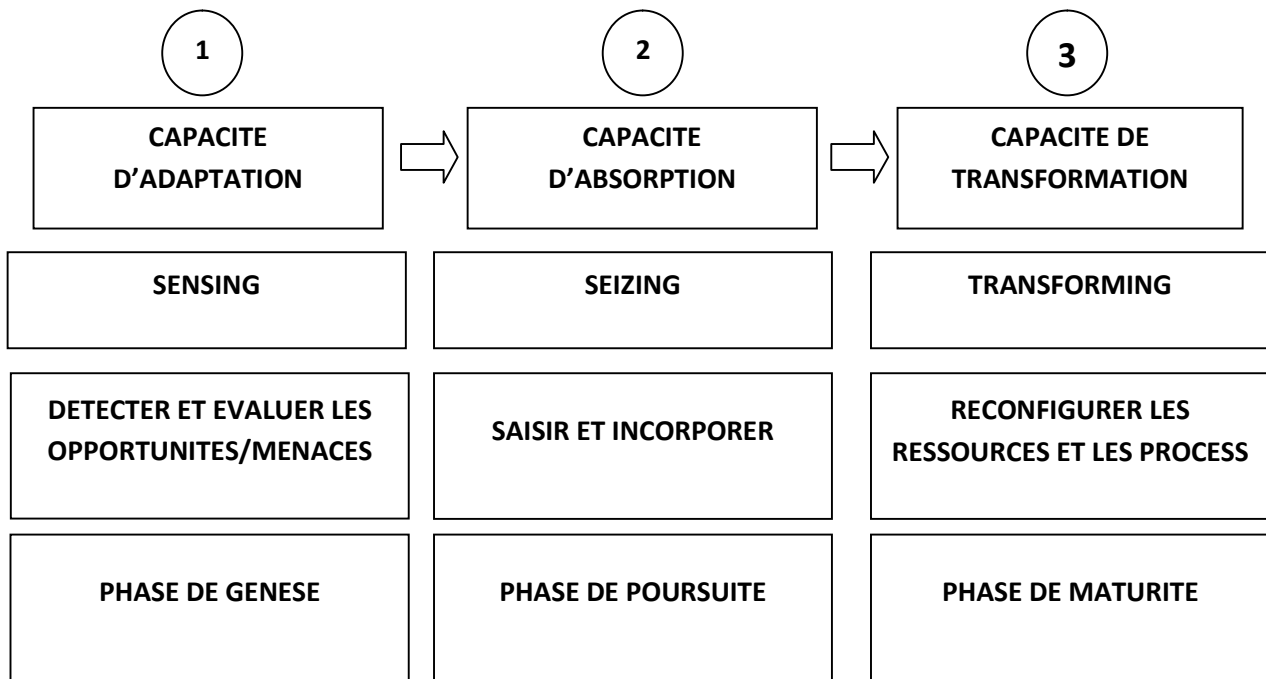 1
2
3
CAPACITE
D’ADAPTATION
CAPACITE
D’ABSORPTION
CAPACITE DE
TRANSFORMATION
SENSING
SEIZING
TRANSFORMING
DETECTER ET EVALUER LES
OPPORTUNITES/MENACES
SAISIR ET INCORPORER
RECONFIGURER LES
RESSOURCES ET LES PROCESS
PHASE DE GENESE
PHASE DE POURSUITE
PHASE DE MATURITE